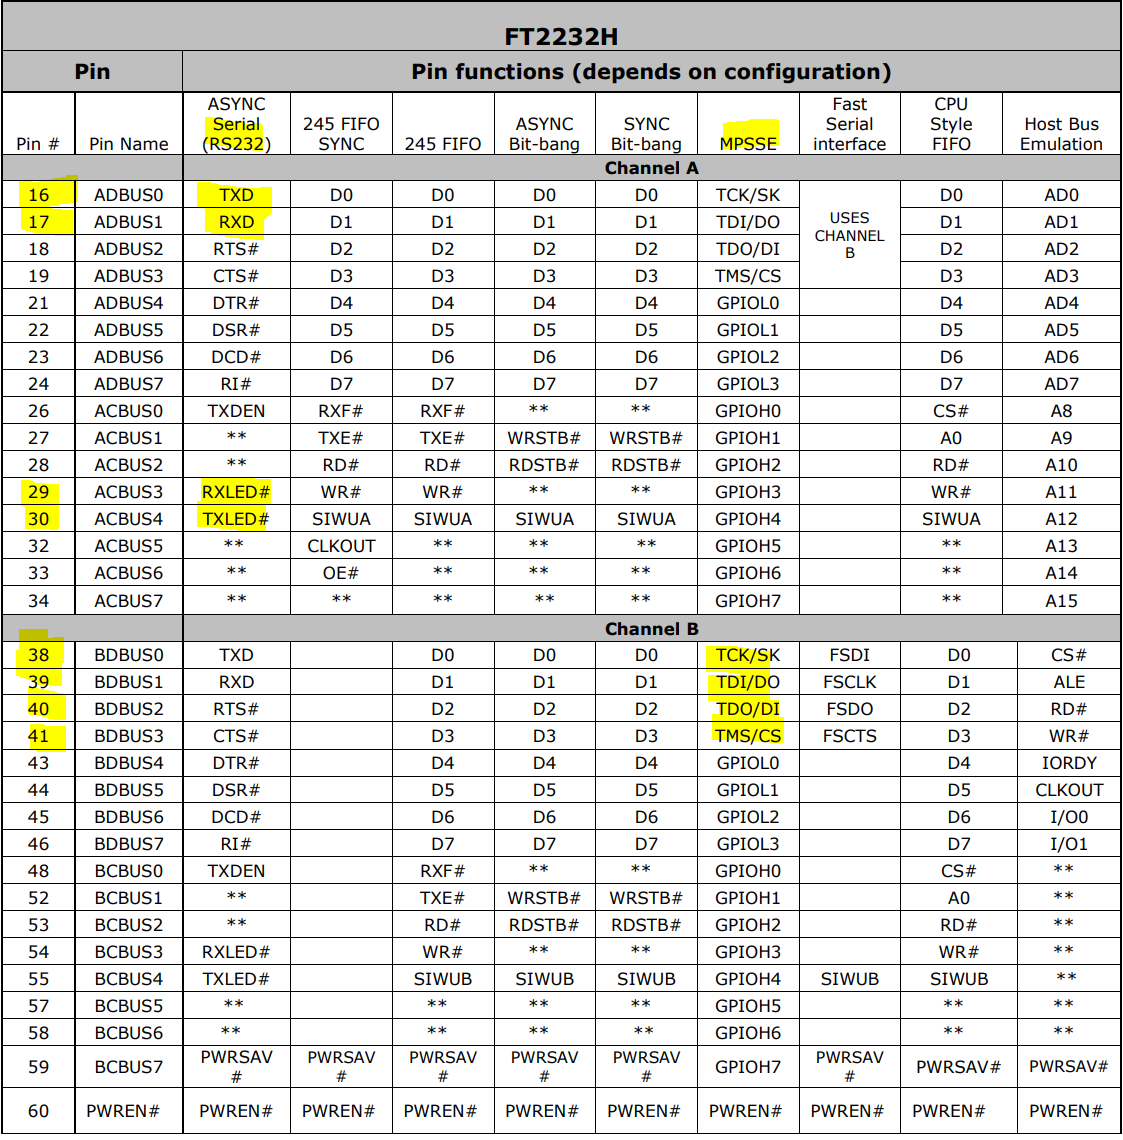 FT2232H
Pin Pin functions (depends on configuration)
Pin # Pin Name ASYNC Serial (RS232) 245 FIFO SYNC 245 FIFO ASYNC Bit-bang SYNC Bit-bang MPSSE Fast Serial interface CPU Style FIFO Host Bus Emulation
Channel A
16 ADBUS0 TXD D0 D0 D0 D0 TCK/SK USES CHANNEL B D0 AD0
17 ADBUS1 RXD D1 D1 D1 D1 TDI/DO D1 AD1
18 ADBUS2 RTS# D2 D2 D2 D2 TDO/DI D2 AD2
19 ADBUS3 CTS# D3 D3 D3 D3 TMS/CS D3 AD3
21 ADBUS4 DTR# D4 D4 D4 D4 GPIOL0 D4 AD4
22 ADBUS5 DSR# D5 D5 D5 D5 GPIOL1 D5 AD5
23 ADBUS6 DCD# D6 D6 D6 D6 GPIOL2 D6 AD6
24 ADBUS7 RI# D7 D7 D7 D7 GPIOL3 D7 AD7
26 ACBUS0 TXDEN RXF# RXF# ** ** GPIOH0 CS# A8
27 ACBUS1 ** TXE# TXE# WRSTB# WRSTB# GPIOH1 A0 A9
28 ACBUS2 ** RD# RD# RDSTB# RDSTB# GPIOH2 RD# A10
29 ACBUS3 RXLED# WR# WR# ** ** GPIOH3 WR# A11
30 ACBUS4 TXLED# SIWUA SIWUA SIWUA SIWUA GPIOH4 SIWUA A12
32 ACBUS5 ** CLKOUT ** ** ** GPIOH5 ** A13
33 ACBUS6 ** OE# ** ** ** GPIOH6 ** A14
34 ACBUS7 ** ** ** ** ** GPIOH7 ** A15
Channel B
38 BDBUS0 TXD D0 D0 D0 TCK/SK FSDI D0 CS#
39 BDBUS1 RXD D1 D1 D1 TDI/DO FSCLK D1 ALE
40 BDBUS2 RTS# D2 D2 D2 TDO/DI FSDO D2 RD#
41 BDBUS3 CTS# D3 D3 D3 TMS/CS FSCTS D3 WR#
43 BDBUS4 DTR# D4 D4 D4 GPIOL0 D4 IORDY
44 BDBUS5 DSR# D5 D5 D5 GPIOL1 D5 CLKOUT
45 BDBUS6 DCD# D6 D6 D6 GPIOL2 D6 I/O0
46 BDBUS7 RI# D7 D7 D7 GPIOL3 D7 I/O1
48 BCBUS0 TXDEN RXF# ** ** GPIOH0 CS# **
52 BCBUS1 ** TXE# WRSTB# WRSTB# GPIOH1 A0 **
53 BCBUS2 ** RD# RDSTB# RDSTB# GPIOH2 RD# **
54 BCBUS3 RXLED# WR# ** ** GPIOH3 WR# **
55 BCBUS4 TXLED# SIWUB SIWUB SIWUB GPIOH4 SIWUB SIWUB **
57 BCBUS5 ** ** ** ** GPIOH5 ** **
58 BCBUS6 ** ** ** ** GPIOH6 ** **
59 BCBUS7 PWRSAV # PWRSAV # PWRSAV # PWRSAV # PWRSAV # GPIOH7 PWRSAV # PWRSAV# PWRSAV#
60 PWREN# PWREN# PWREN# PWREN# PWREN# PWREN# PWREN# PWREN# PWREN# PWREN#